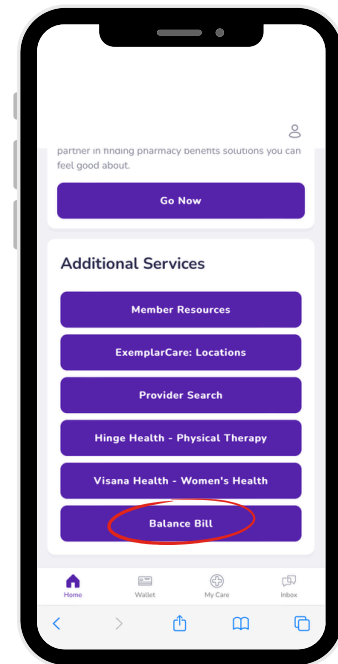 partner in finding pharmacy benefits solutions you can
feel good about.
Go Now
Additional Services
Member Resources
ExemplarCare: Locations
Provider Search
Hinge Health - Physical Therapy
Visana Health - Women's Health
Balance Bill
Home Wallet My Care Inbox